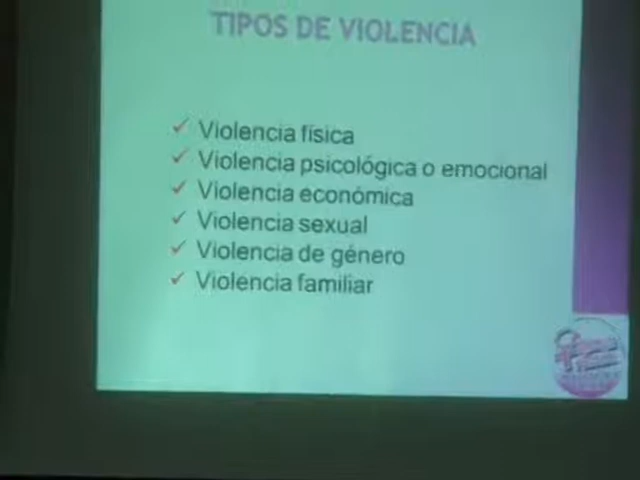 TIPOS DE VIOLENCIA
Violencia física
Violencia psicológica o emocional
Violencia económica
Violencia sexual
Violencia de género
Violencia familiar